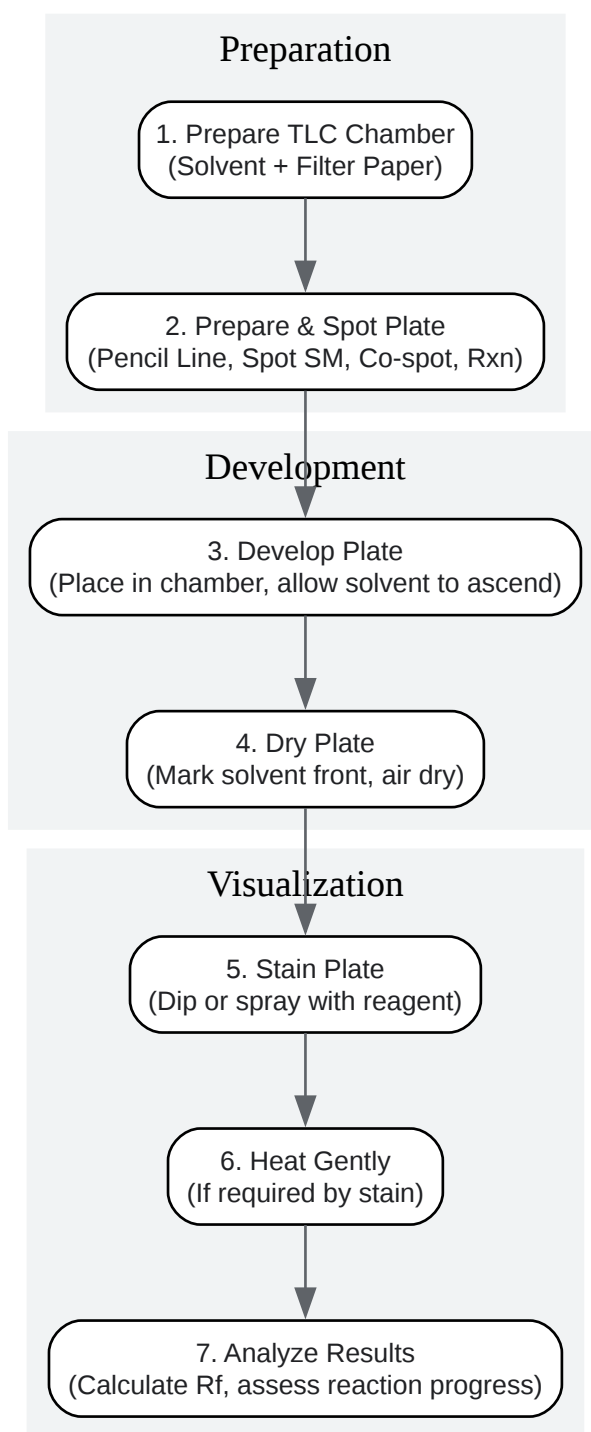 Preparation
1. Prepare TLC Chamber
(Solvent + Filter Paper)
2. Prepare & Spot Plate
(Pencil Line, Spot SM, Co-spot, Rxn)
Development
3. Develop Plate
(Place in chamber, allow solvent to ascend)
4. Dry Plate
(Mark solvent front, air dry)
Visualization
5. Stain Plate
(Dip or spray with reagent)
6. Heat Gently
(If required by stain)
7. Analyze Results
(Calculate Rf, assess reaction progress)